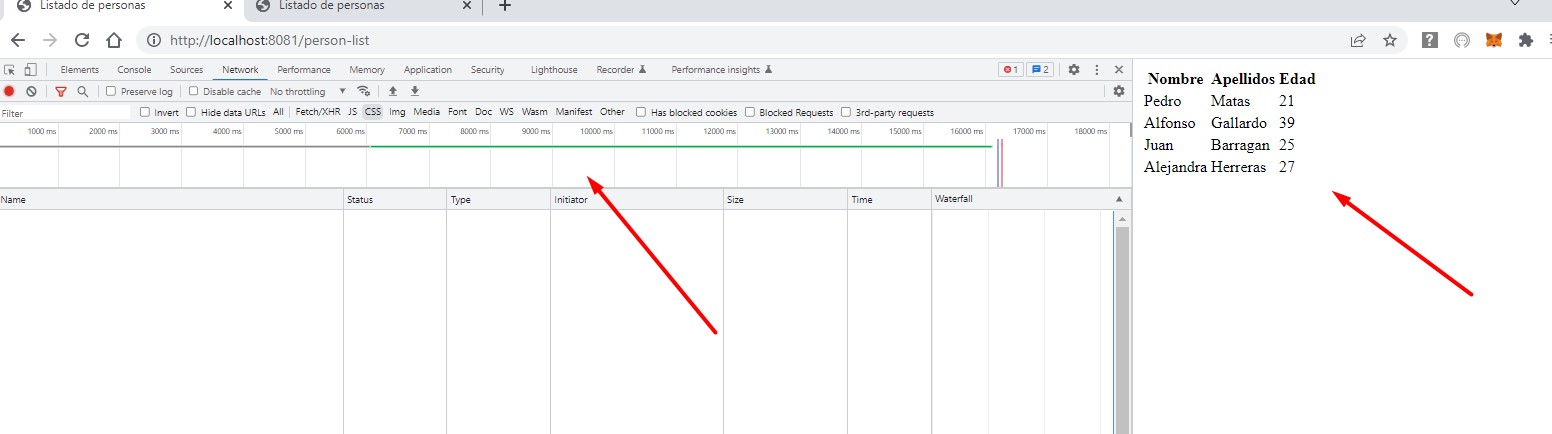 Listado de personas × Listado de personas × +
http://localhost:8081/person-list
Elements Console Sources Network Performance Memory Application Security Lighthouse Recorder Performance insights 1 2
Preserve log Disable cache No throttling
Filter Invert Hide data URLs All Fetch/XHR JS CSS Img Media Font Doc WS Wasm Manifest Other Has blocked cookies Blocked Requests 3rd-party requests
1000 ms 2000 ms 3000 ms 4000 ms 5000 ms 6000 ms 7000 ms 8000 ms 9000 ms 10000 ms 11000 ms 12000 ms 13000 ms 14000 ms 15000 ms 16000 ms 17000 ms 18000 ms
Name Status Type Initiator Size Time Waterfall
Nombre Apellidos Edad
Pedro Matas 21
Alfonso Gallardo 39
Juan Barragan 25
Alejandra Herreras 27